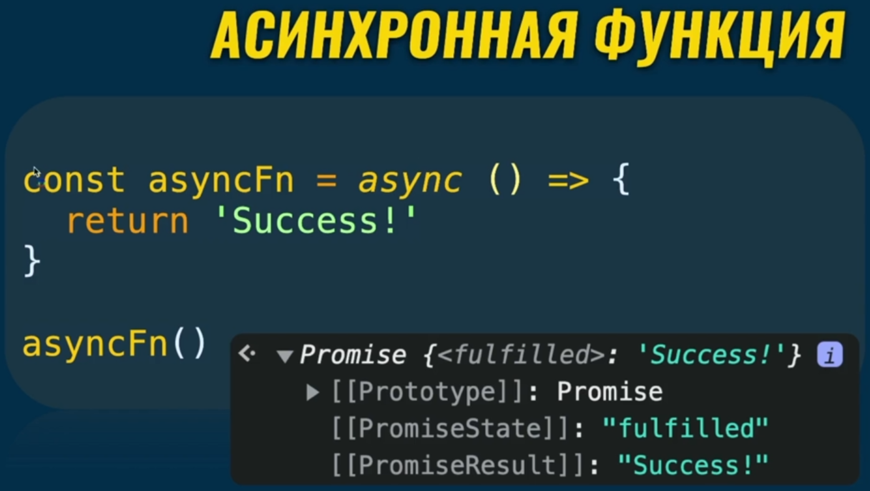 АСИНХРОННАЯ ФУНКЦИЯ
const asyncFn = async () => {
  return 'Success!'
}
asyncFn()
Promise {<fulfilled>: 'Success!'} i
[[Prototype]]: Promise
[[PromiseState]]: "fulfilled"
[[PromiseResult]]: "Success!"